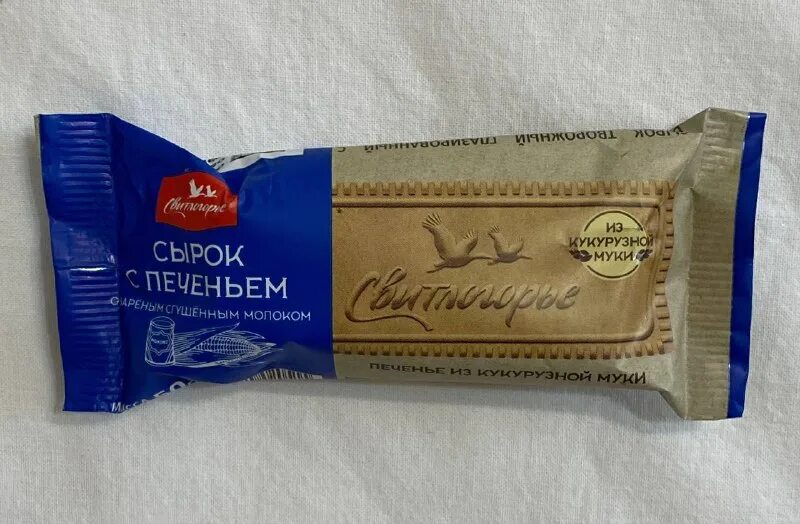 СЫРОК ТВОРОЖНЫЙ ГЛАЗИРОВАННЫЙ С
Свитлогорье
СЫРОК
С ПЕЧЕНЬЕМ
С ВАРЕНЫМ СГУЩЁННЫМ МОЛОКОМ
Свитлогорье
ИЗ
КУКУРУЗНОЙ
МУКИ
ПЕЧЕНЬЕ ИЗ КУКУРУЗНОЙ МУКИ